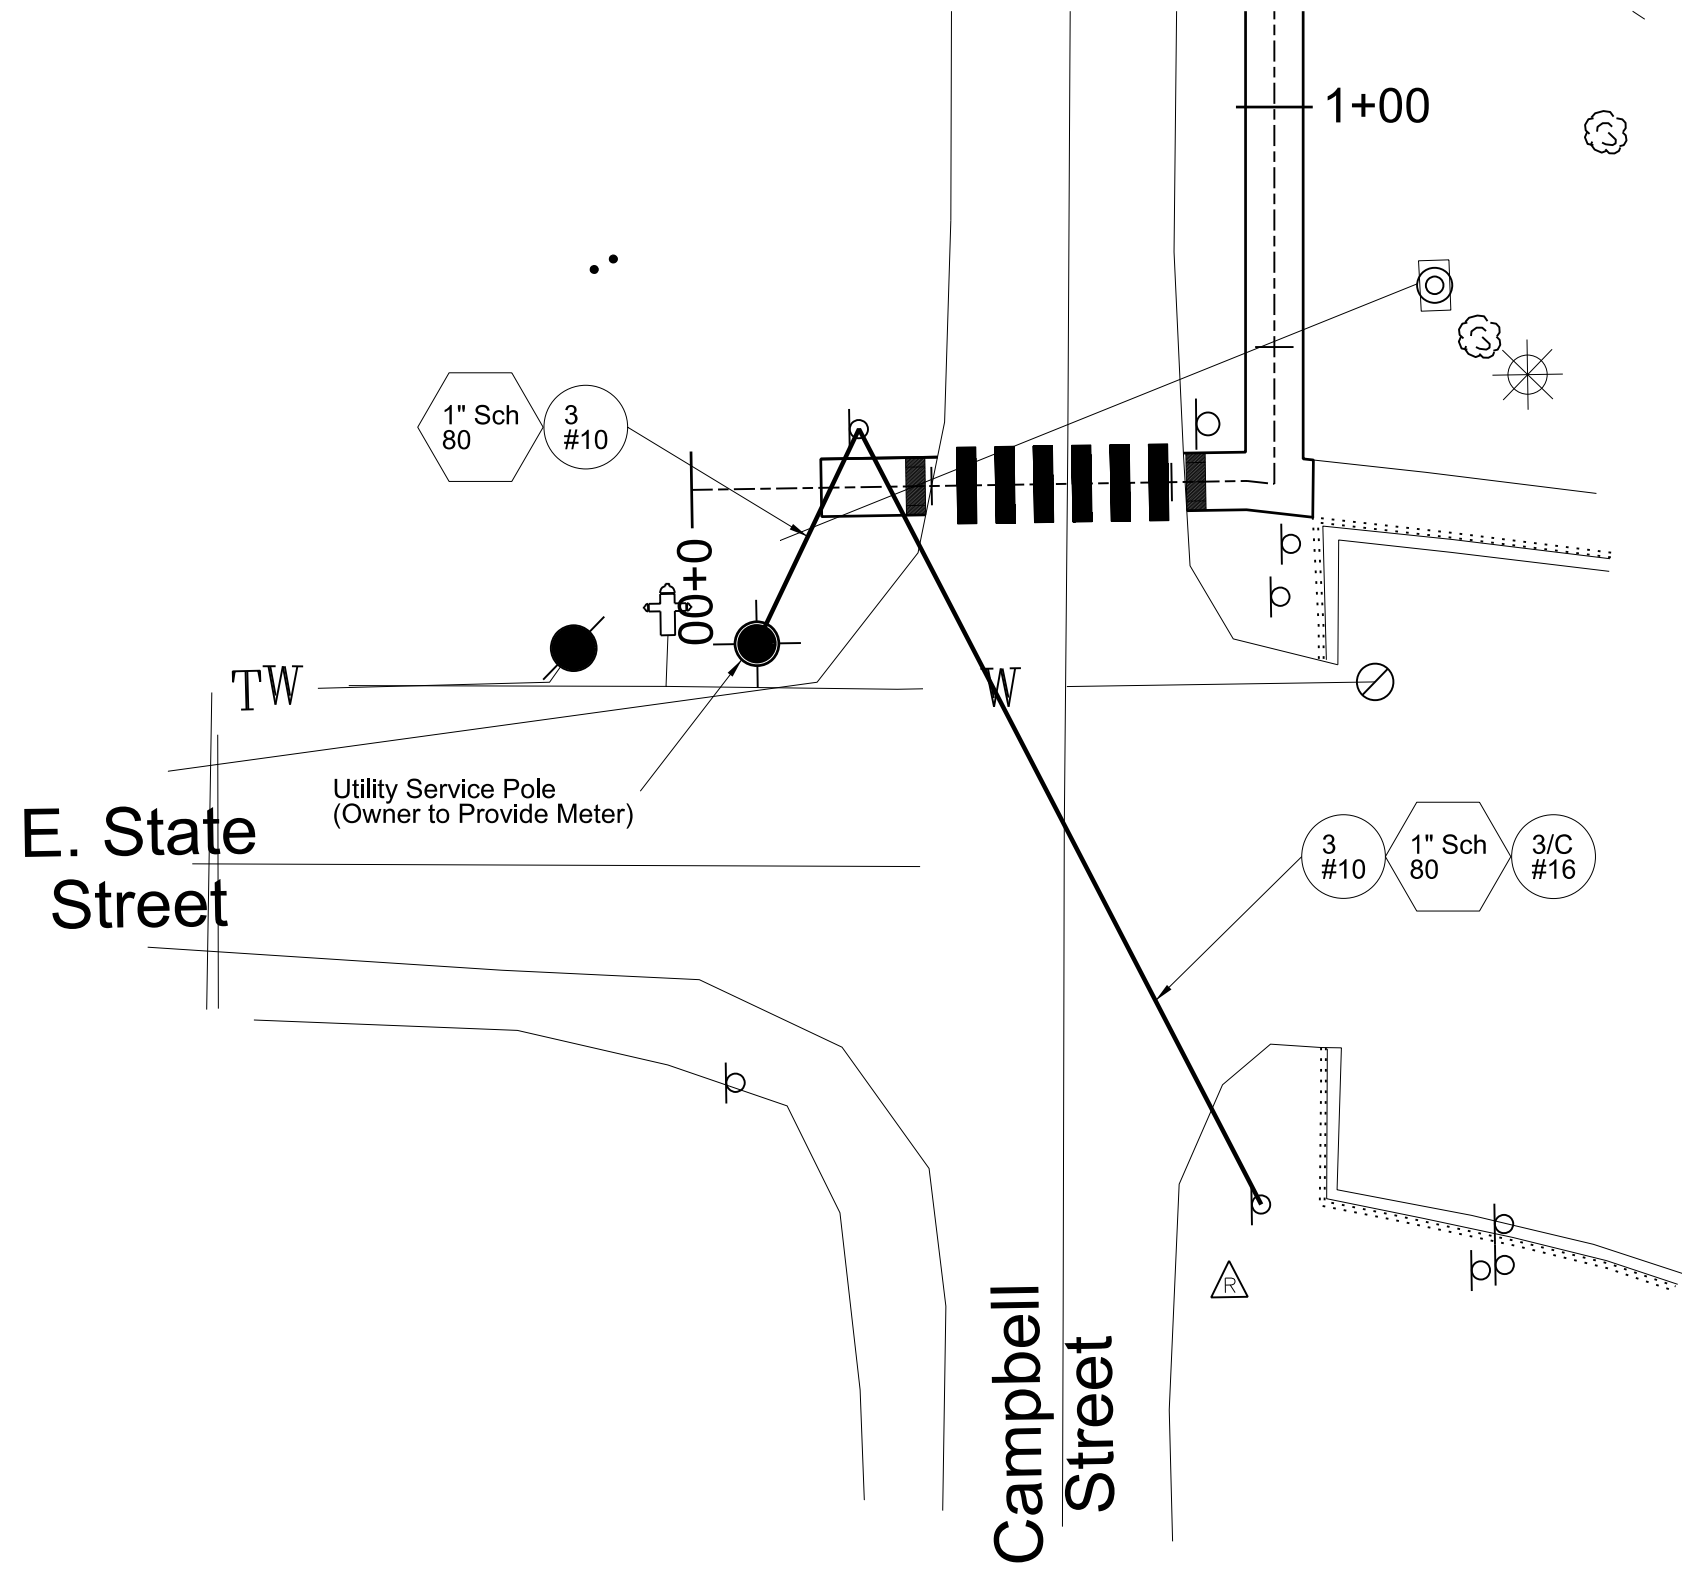 1+00
1" Sch
80
3
#10
0+00
TW
W
Utility Service Pole
(Owner to Provide Meter)
E. State
Street
3
#10
1" Sch
80
3/C
#16
R
Campbell
Street